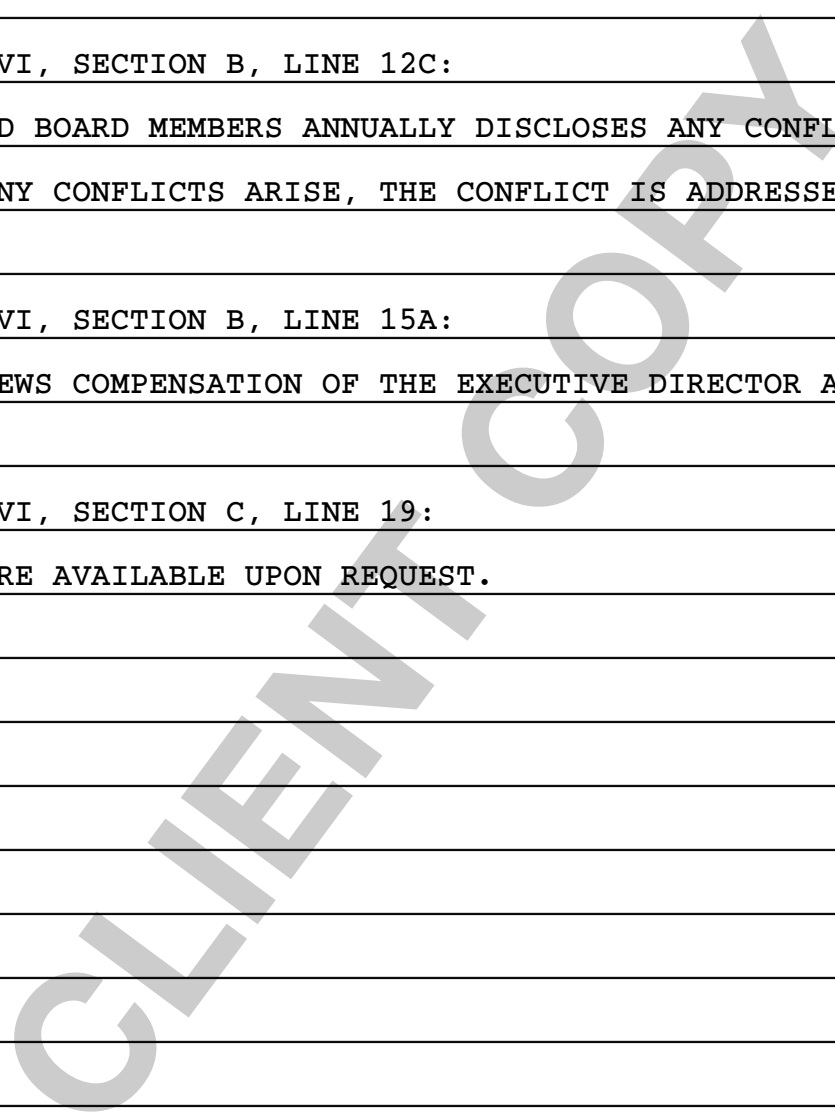 VI, SECTION B, LINE 12C:
D BOARD MEMBERS ANNUALLY DISCLOSES ANY CONFL
NY CONFLICTS ARISE, THE CONFLICT IS ADDRESSE
VI, SECTION B, LINE 15A:
EWS COMPENSATION OF THE EXECUTIVE DIRECTOR A
VI, SECTION C, LINE 19:
RE AVAILABLE UPON REQUEST.
CLIENT COPY